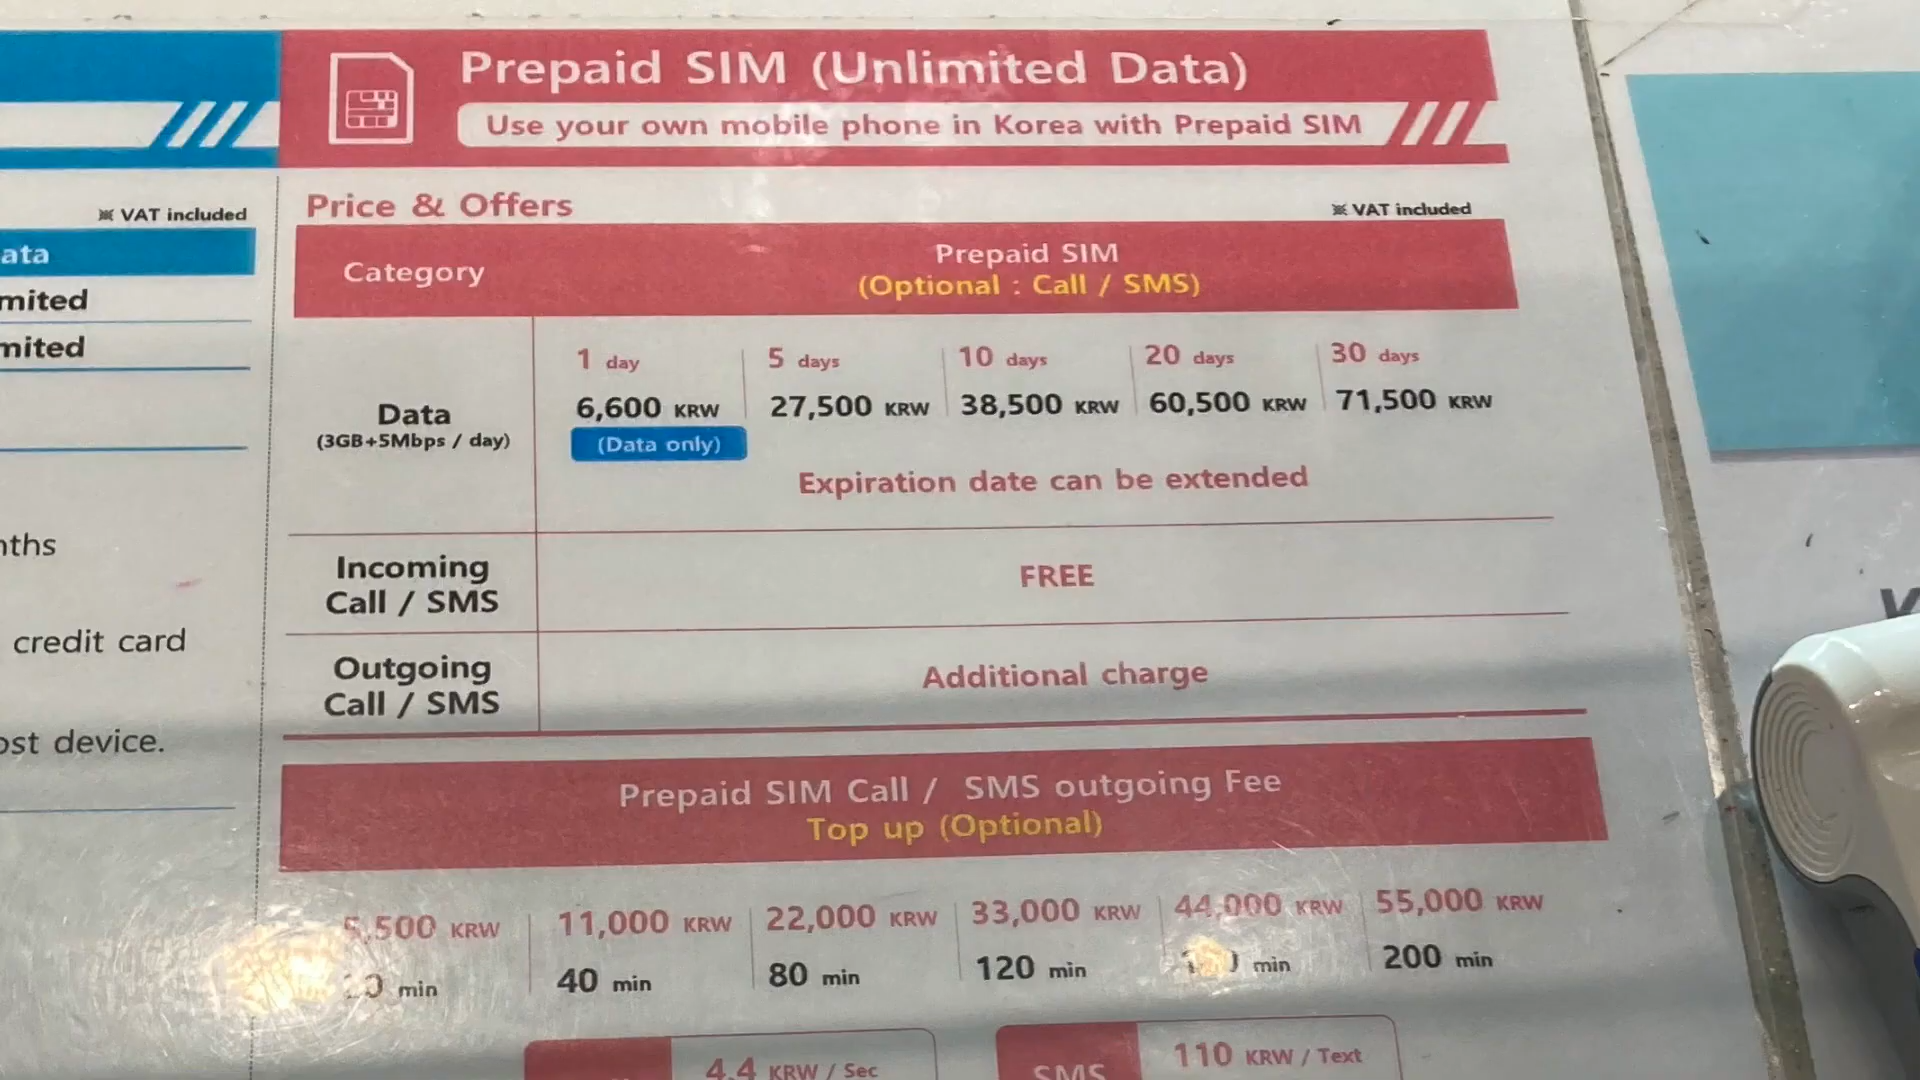 Prepaid SIM (Unlimited Data)
Use your own mobile phone in Korea with Prepaid SIM
※ VAT included
ata
mited
mited
nths
credit card
ost device.
Price & Offers
※ VAT included
Category
Prepaid SIM
(Optional : Call / SMS)
Data
(3GB+5Mbps / day)
1 day 5 days 10 days 20 days 30 days
6,600 KRW 27,500 KRW 38,500 KRW 60,500 KRW 71,500 KRW
(Data only)
Expiration date can be extended
Incoming
Call / SMS
FREE
Outgoing
Call / SMS
Additional charge
Prepaid SIM Call / SMS outgoing Fee
Top up (Optional)
5,500 KRW 11,000 KRW 22,000 KRW 33,000 KRW 44,000 KRW 55,000 KRW
min 40 min 80 min 120 min min 200 min
4.4 KRW / Sec
SMS
110 KRW / Text